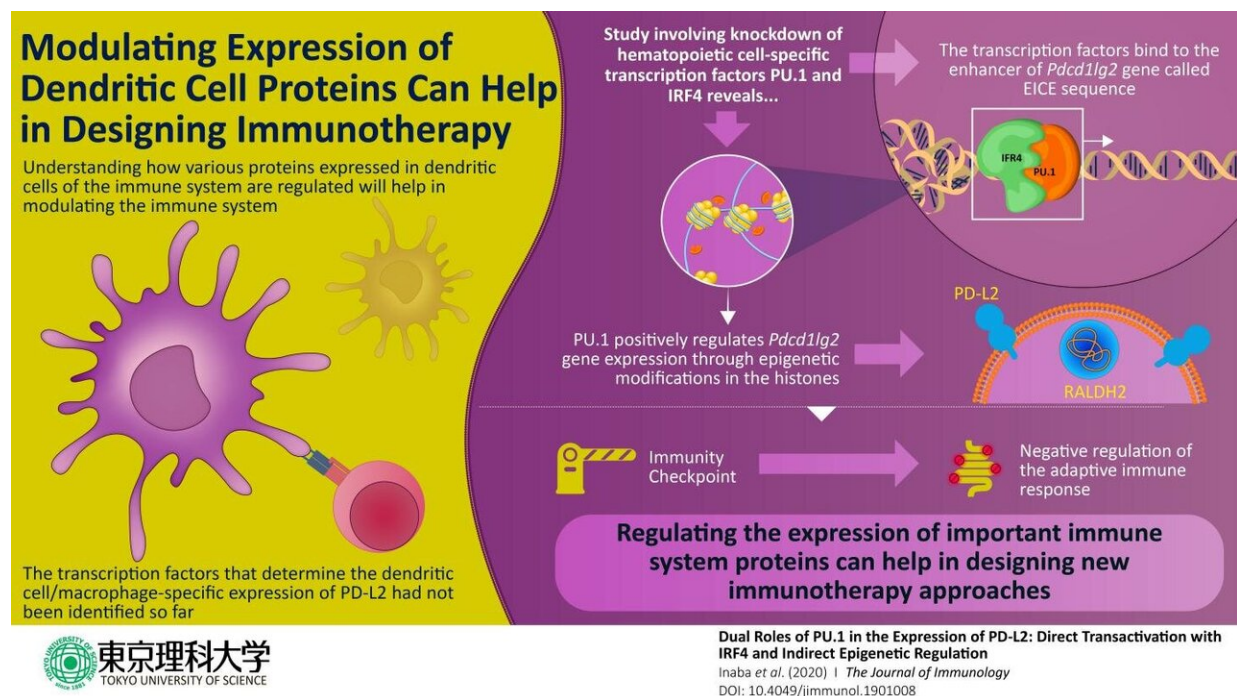 Modulating Expression of
Dendritic Cell Proteins Can Help
in Designing Immunotherapy
Understanding how various proteins expressed in dendritic
cells of the immune system are regulated will help in
modulating the immune system
The transcription factors that determine the dendritic
cell/macrophage-specific expression of PD-L2 had not
been identified so far
Study involving knockdown of
hematopoietic cell-specific
transcription factors PU.1 and
IRF4 reveals...
The transcription factors bind to the
enhancer of Pdcd1lg2 gene called
EICE sequence
IFR4
PU.1
PU.1 positively regulates Pdcd1lg2
gene expression through epigenetic
modifications in the histones
PD-L2
RALDH2
Immunity
Checkpoint
Negative regulation of
the adaptive immune
response
Regulating the expression of important immune
system proteins can help in designing new
immunotherapy approaches
TOKYO UNIVERSITY OF SCIENCE
since 1881
東京理科大学
TOKYO UNIVERSITY OF SCIENCE
Dual Roles of PU.1 in the Expression of PD-L2: Direct Transactivation with
IRF4 and Indirect Epigenetic Regulation
Inaba et al. (2020) I The Journal of Immunology
DOI: 10.4049/jimmunol.1901008